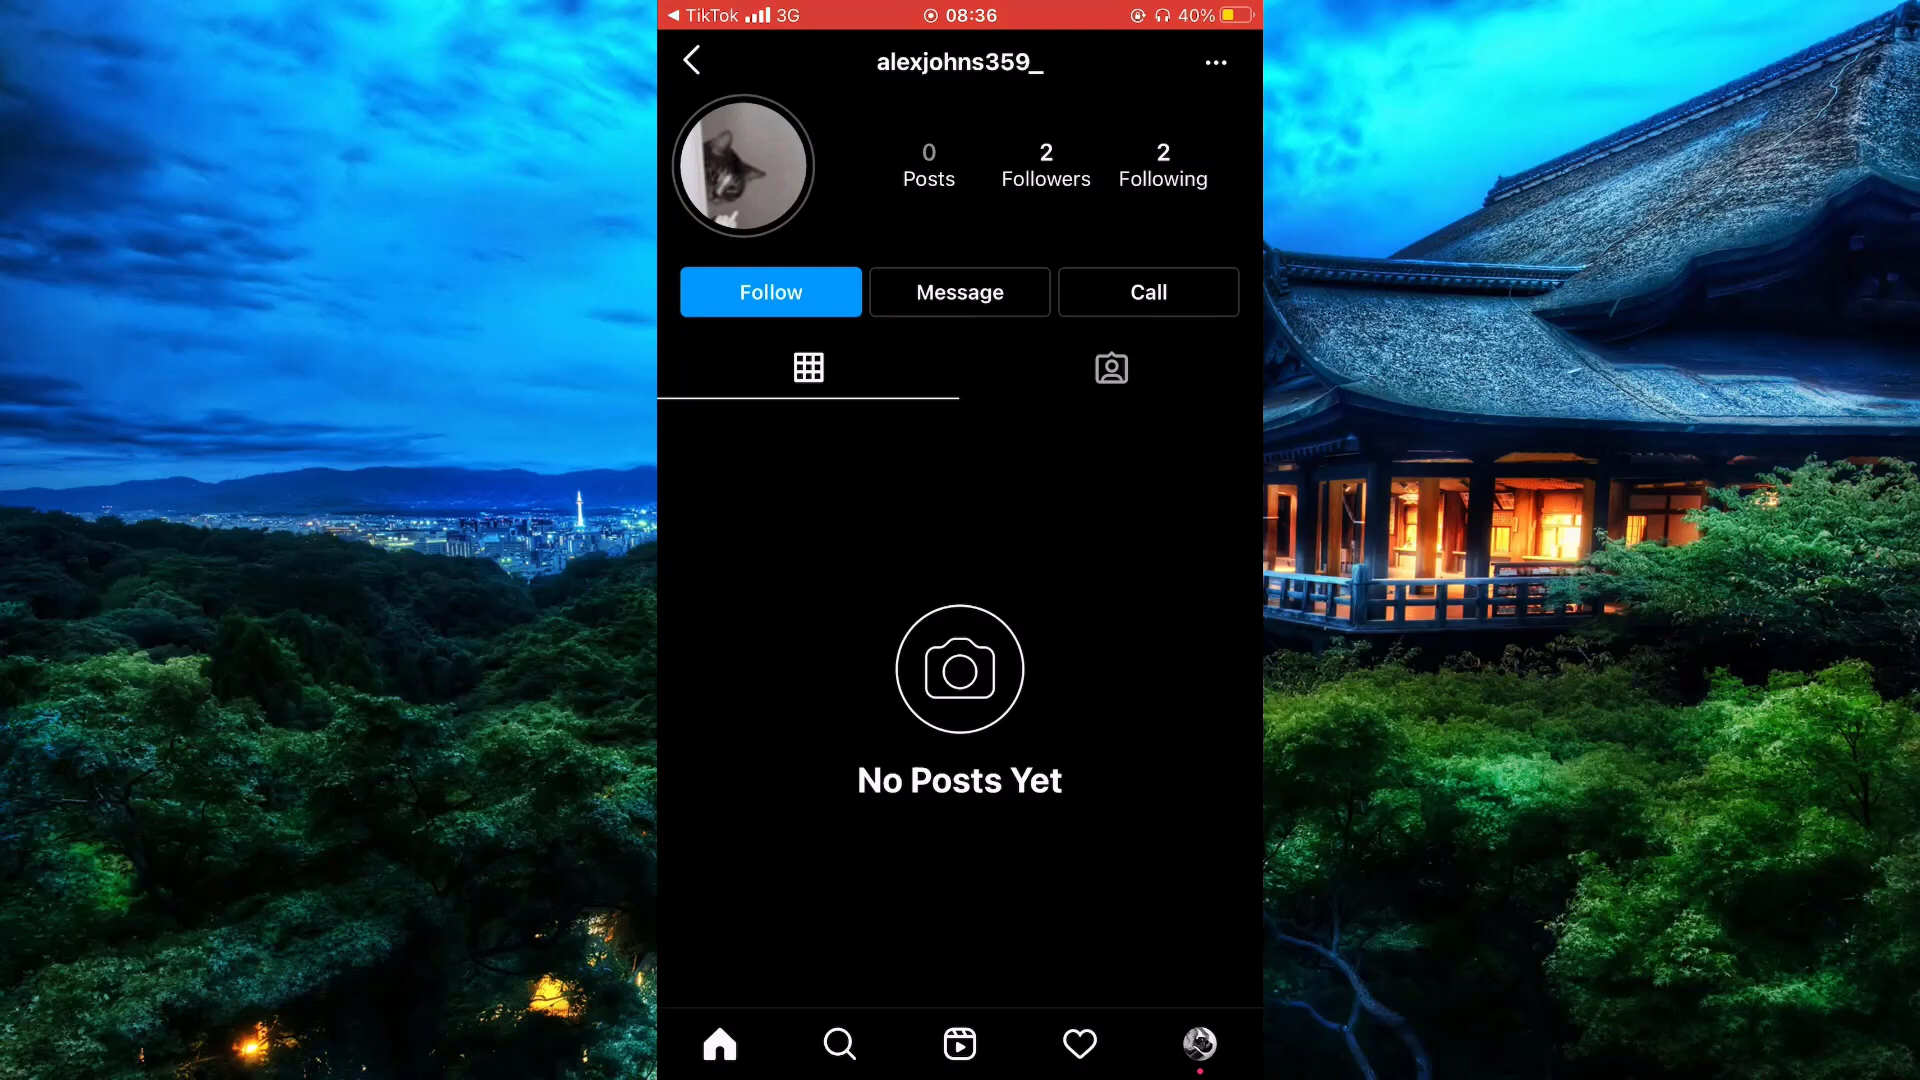 TikTok 3G 08:36 40%
alexjohns359_
0 2 2
Posts Followers Following
Follow Message Call
No Posts Yet